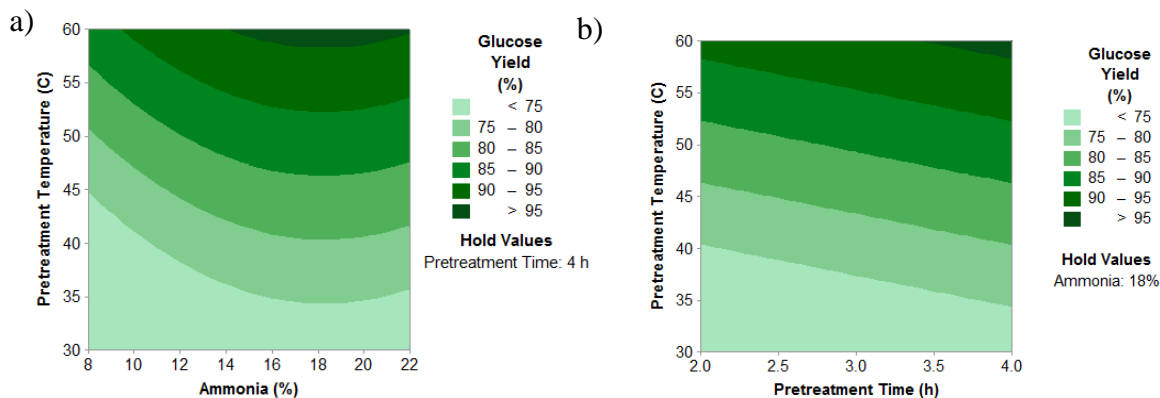 a)
Pretreatment Temperature (C)
60
55
50
45
40
35
30
8 10 12 14 16 18 20 22
Ammonia (%)
Glucose
Yield
(%)
< 75
75 – 80
80 – 85
85 – 90
90 – 95
> 95
Hold Values
Pretreatment Time: 4 h
b)
Pretreatment Temperature (C)
60
55
50
45
40
35
30
2.0 2.5 3.0 3.5 4.0
Pretreatment Time (h)
Glucose
Yield
(%)
< 75
75 – 80
80 – 85
85 – 90
90 – 95
> 95
Hold Values
Ammonia: 18%